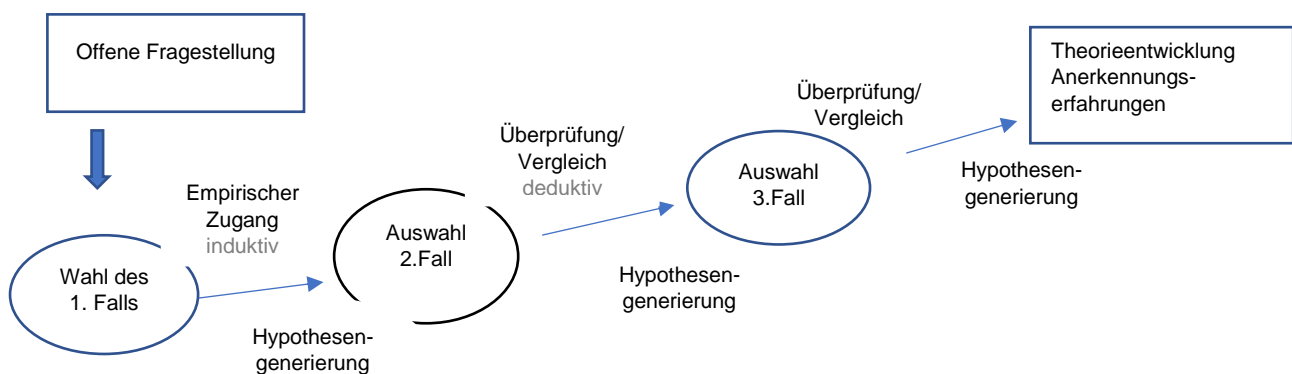 Offene Fragestellung
Wahl des
1. Falls
Empirischer
Zugang
induktiv
Hypothesen-
generierung
Auswahl
2.Fall
Überprüfung/
Vergleich
deduktiv
Hypothesen-
generierung
Auswahl
3.Fall
Überprüfung/
Vergleich
Hypothesen-
generierung
Theorieentwicklung
Anerkennungs-
erfahrungen